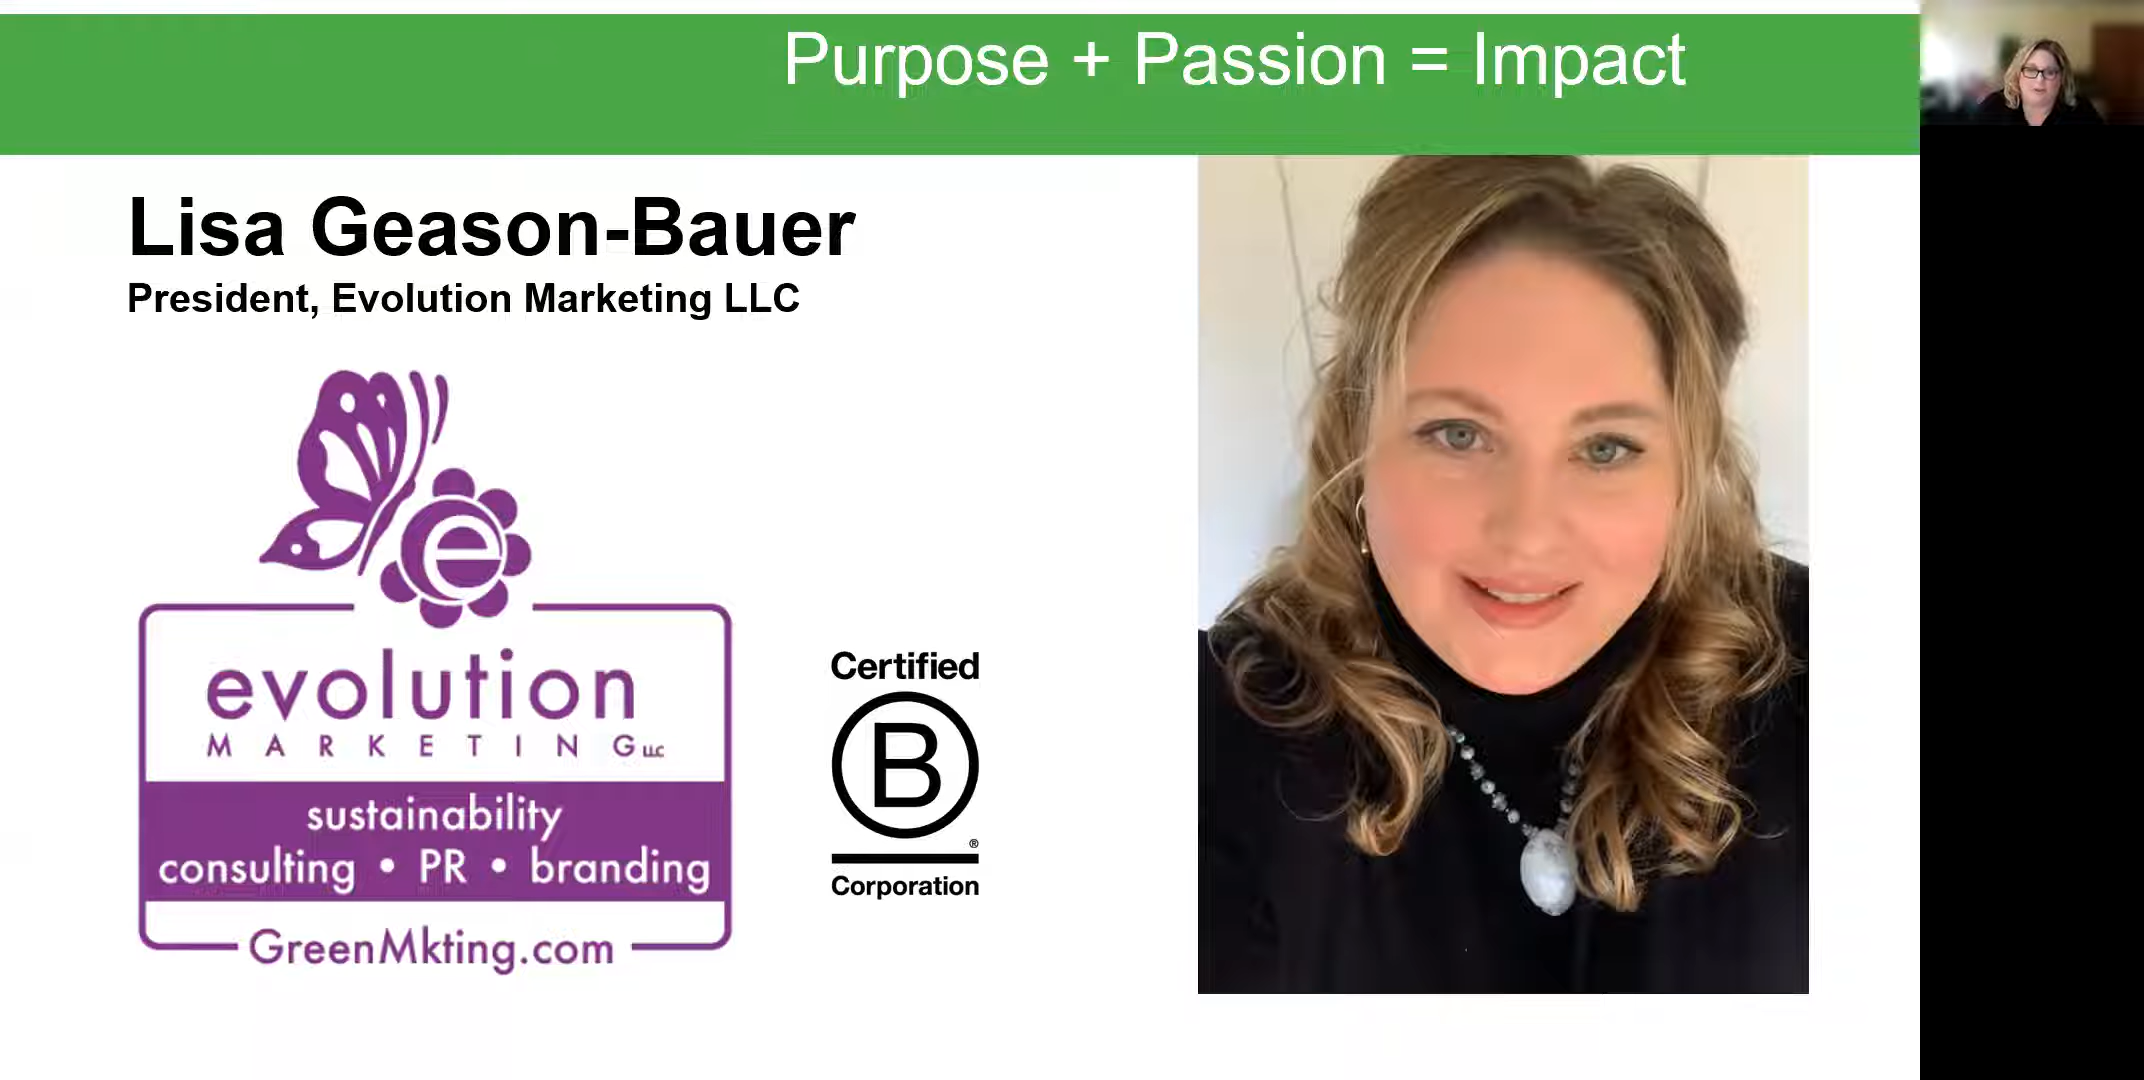 Purpose + Passion = Impact
Lisa Geason-Bauer
President, Evolution Marketing LLC
e
evolution
MARKETING LLC
sustainability
consulting • PR • branding
GreenMkting.com
Certified
B
®
Corporation